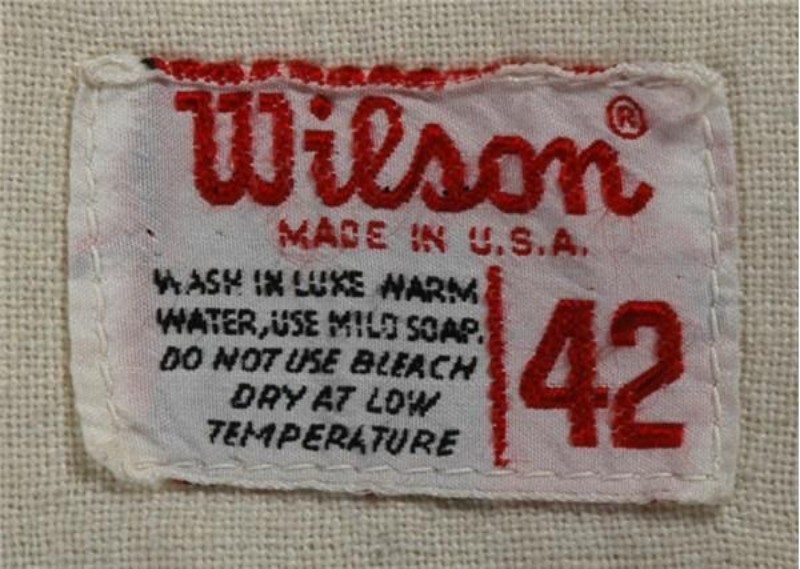 Wilson®
MADE IN U.S.A.
WASH IN LUKE WARM
WATER, USE MILD SOAP.
DO NOT USE BLEACH
DRY AT LOW
TEMPERATURE
42